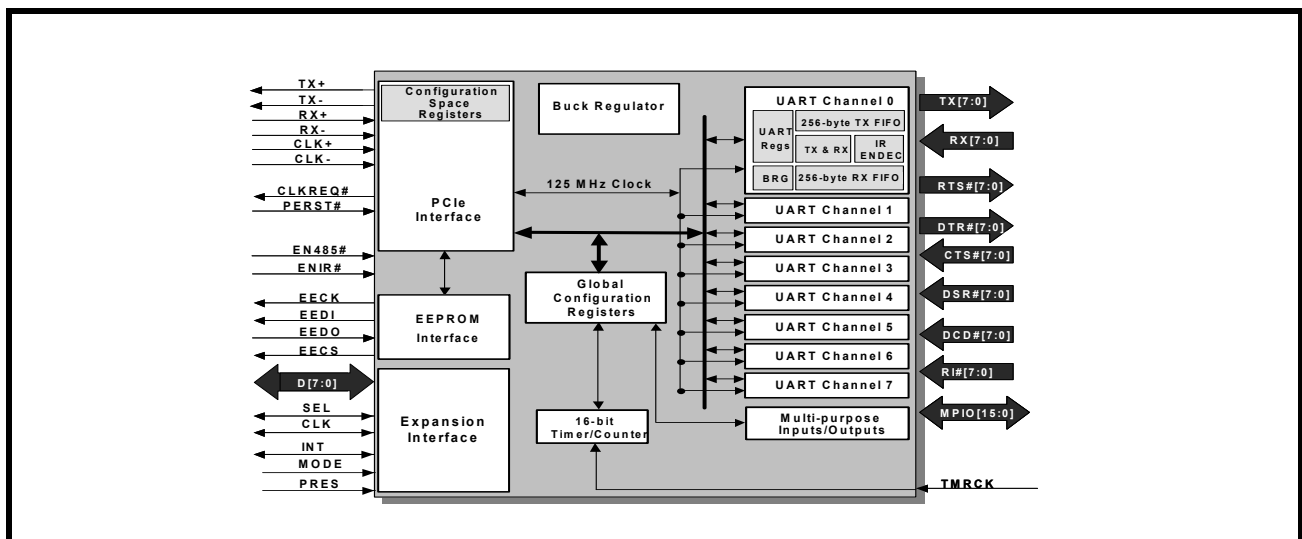 TX+
TX-
RX+
RX-
CLK+
CLK-
CLKREQ#
PERST#
EN485#
ENIR#
EECK
EEDI
EEDO
EECS
D[7:0]
SEL
CLK
INT
MODE
PRES
Configuration
Space
Registers
PCIe
Interface
EEPROM
Interface
Expansion
Interface
Buck Regulator
125 MHz Clock
Global
Configuration
Registers
16-bit
Timer/Counter
UART Channel 0
UART
Regs
256-byte TX FIFO
TX & RX
IR
ENDEC
BRG
256-byte RX FIFO
UART Channel 1
UART Channel 2
UART Channel 3
UART Channel 4
UART Channel 5
UART Channel 6
UART Channel 7
Multi-purpose
Inputs/Outputs
TX[7:0]
RX[7:0]
RTS#[7:0]
DTR#[7:0]
CTS#[7:0]
DSR#[7:0]
DCD#[7:0]
RI#[7:0]
MPIO[15:0]
TMRCK